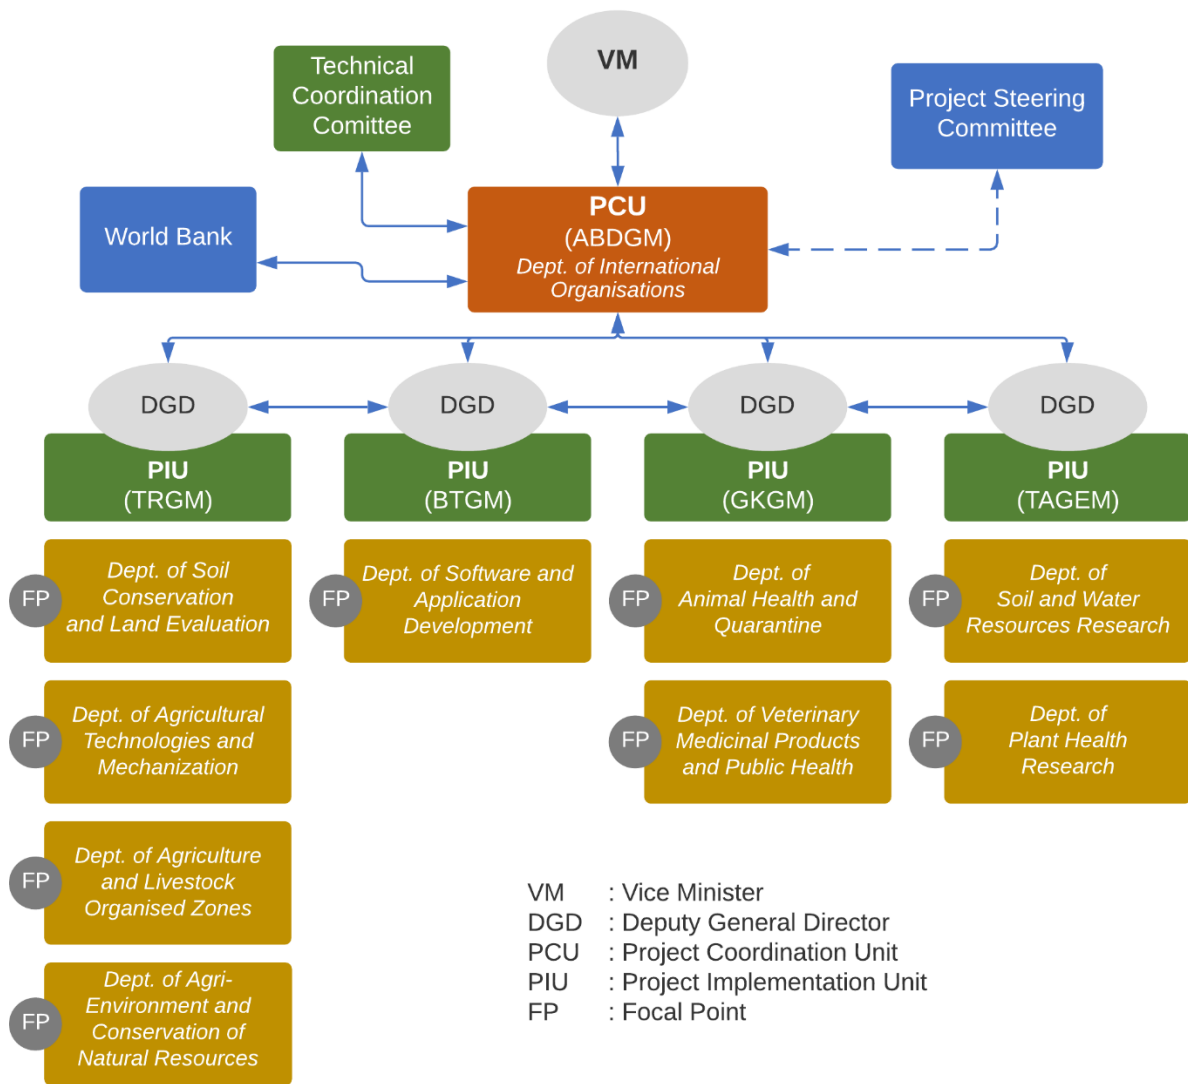 VM
Technical
Coordination
Comittee
Project Steering
Committee
World Bank
PCU
(ABDGM)
Dept. of International
Organisations
DGD
DGD
DGD
DGD
PIU
(TRGM)
PIU
(BTGM)
PIU
(GKGM)
PIU
(TAGEM)
FP
Dept. of Soil
Conservation
and Land Evaluation
FP
Dept. of Software and
Application
Development
FP
Dept. of
Animal Health and
Quarantine
FP
Dept. of
Soil and Water
Resources Research
FP
Dept. of Agricultural
Technologies and
Mechanization
FP
Dept. of Veterinary
Medicinal Products
and Public Health
FP
Dept. of
Plant Health
Research
FP
Dept. of Agriculture
and Livestock
Organised Zones
FP
Dept. of Agri-
Environment and
Conservation of
Natural Resources
VM : Vice Minister
DGD : Deputy General Director
PCU : Project Coordination Unit
PIU : Project Implementation Unit
FP : Focal Point